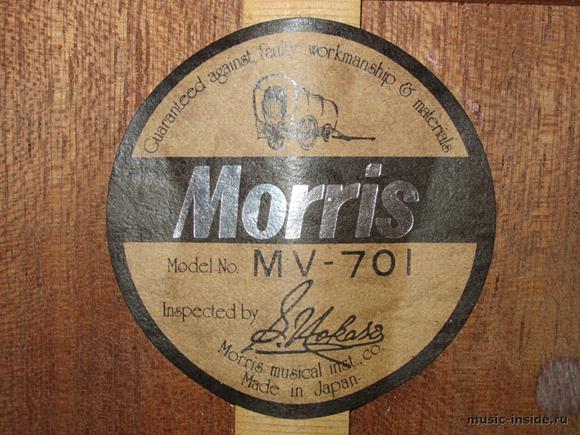 Guaranteed against faulty workmanship & materials
Morris
Model No. MV-701
Inspected by
Morris musical inst., co.
Made in Japan
music-inside.ru